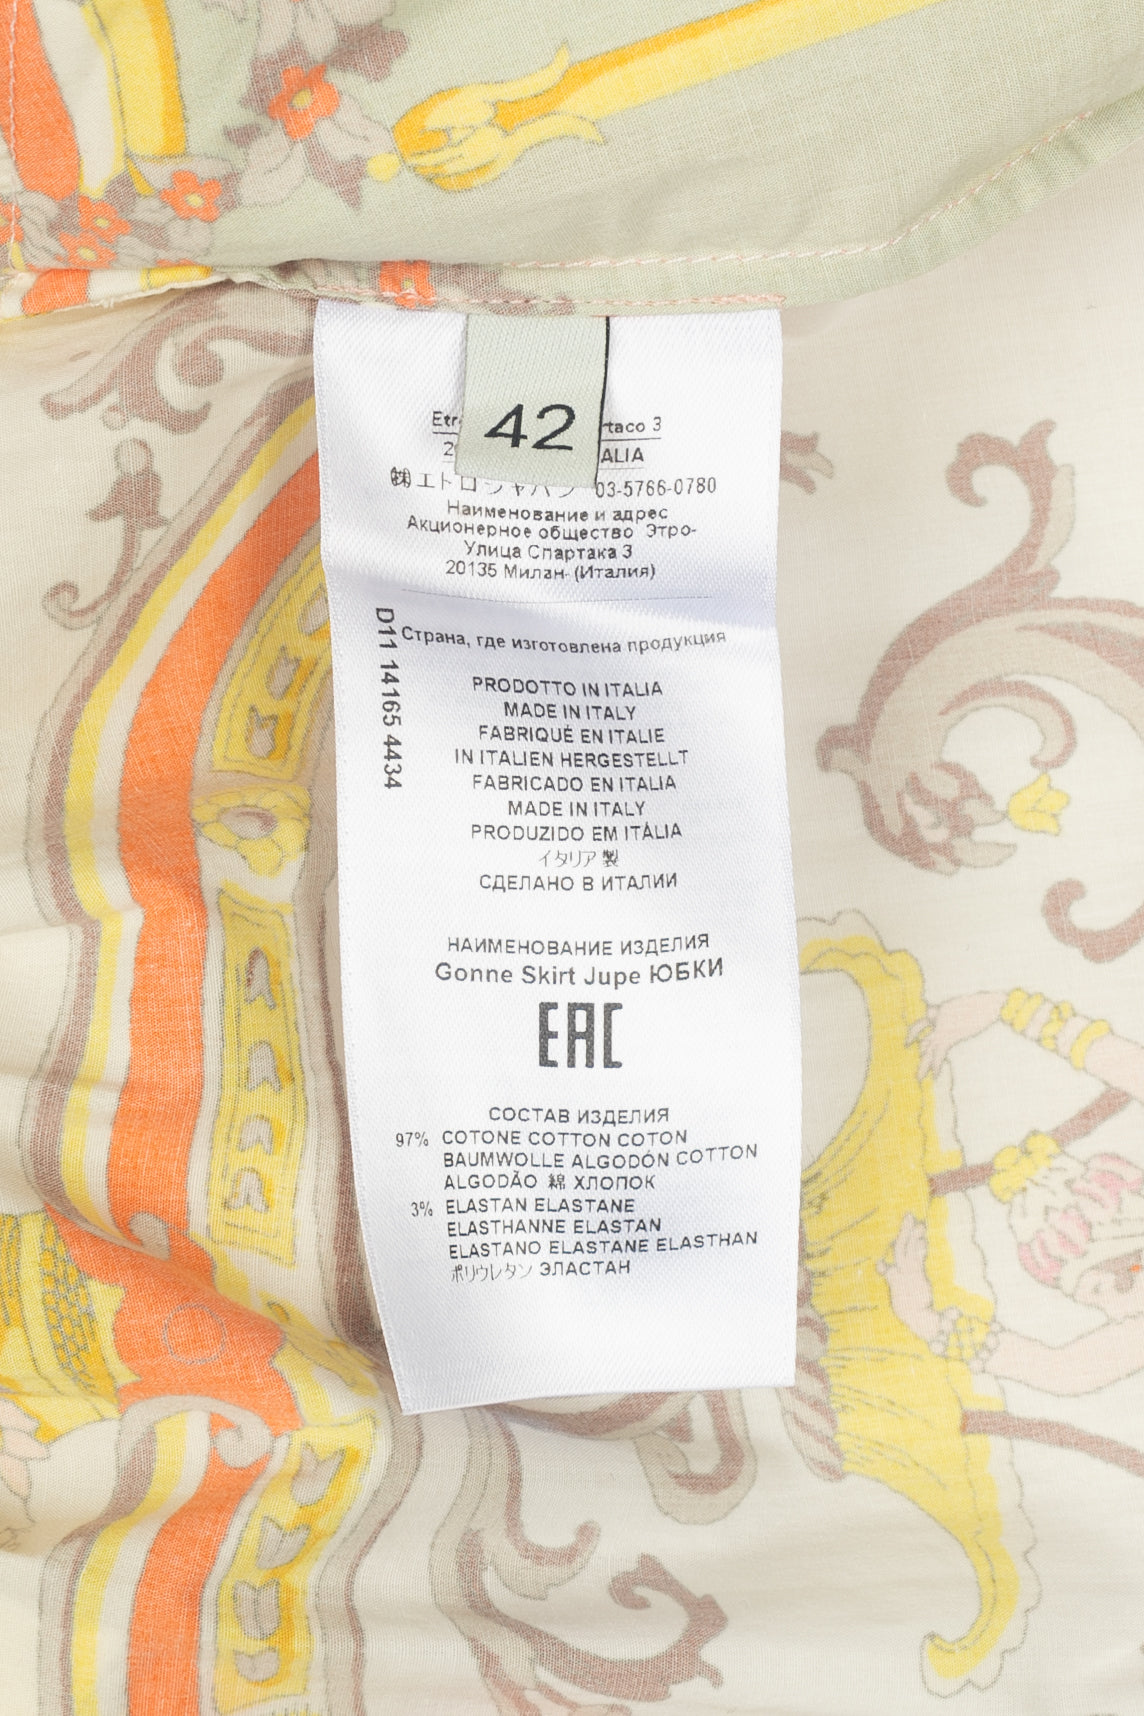 42
taco 3
ALIA
03-5766-0780
Наименование и адрес
Акционерное общество Этро-
Улица Спартака 3
20135 Милан- (Италия)
Страна, где изготовлена продукция
D11 14165 4434
PRODOTTO IN ITALIA
MADE IN ITALY
FABRIQUÉ EN ITALIE
IN ITALIEN HERGESTELLT
FABRICADO EN ITALIA
MADE IN ITALY
PRODUZIDO EM ITÁLIA
イタリア製
СДЕЛАНО В ИТАЛИИ
НАИМЕНОВАНИЕ ИЗДЕЛИЯ
Gonne Skirt Jupe ЮБКИ
EAC
СОСТАВ ИЗДЕЛИЯ
97% COTONE COTTON COTON
BAUMWOLLE ALGODÓN COTTON
ALGODÃO 綿 ХЛОПОК
3% ELASTAN ELASTANE
ELASTHANNE ELASTAN
ELASTANO ELASTANE ELASTHAN
ポリウレタン ЭЛАСТАН